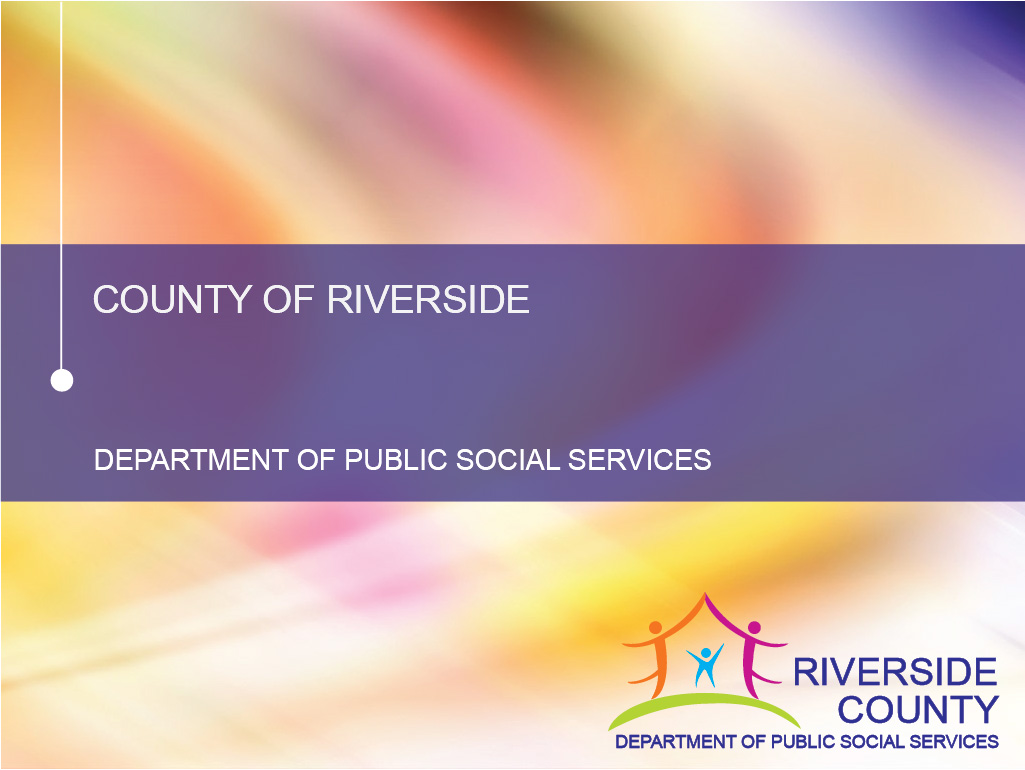 COUNTY OF RIVERSIDE
DEPARTMENT OF PUBLIC SOCIAL SERVICES
RIVERSIDE
COUNTY
DEPARTMENT OF PUBLIC SOCIAL SERVICES